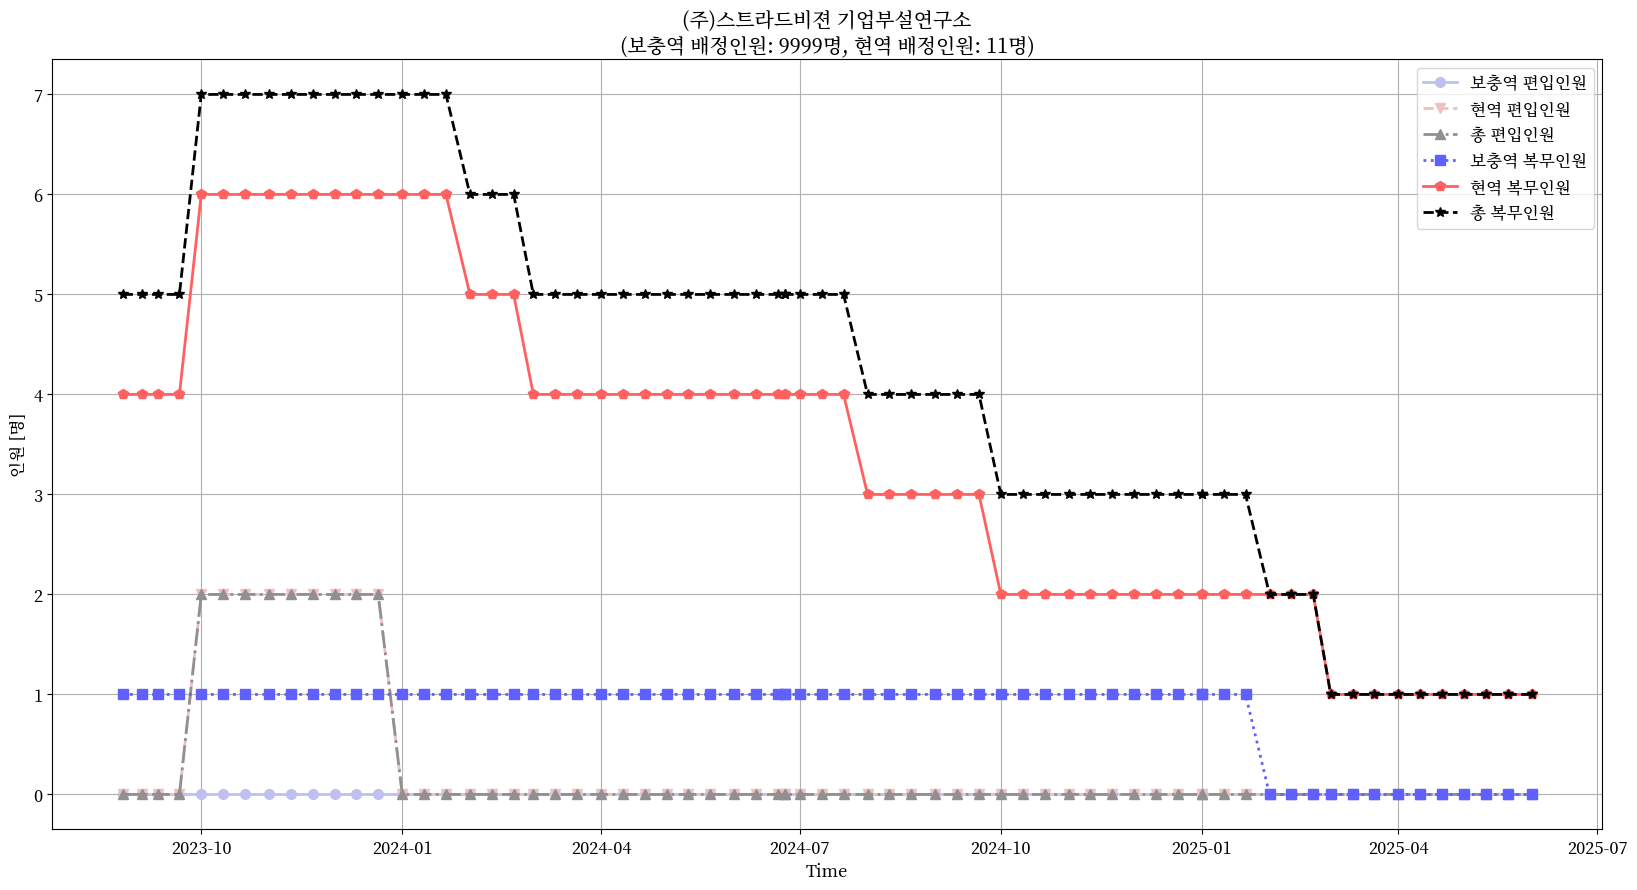 (주)스트라드비젼 기업부설연구소
(보충역 배정인원: 9999명, 현역 배정인원: 11명)
보충역 편입인원
현역 편입인원
총 편입인원
보충역 복무인원
현역 복무인원
총 복무인원
인원 [명]
7
6
5
4
3
2
1
0
2023-10
2024-01
2024-04
2024-07
2024-10
2025-01
2025-04
2025-07
Time